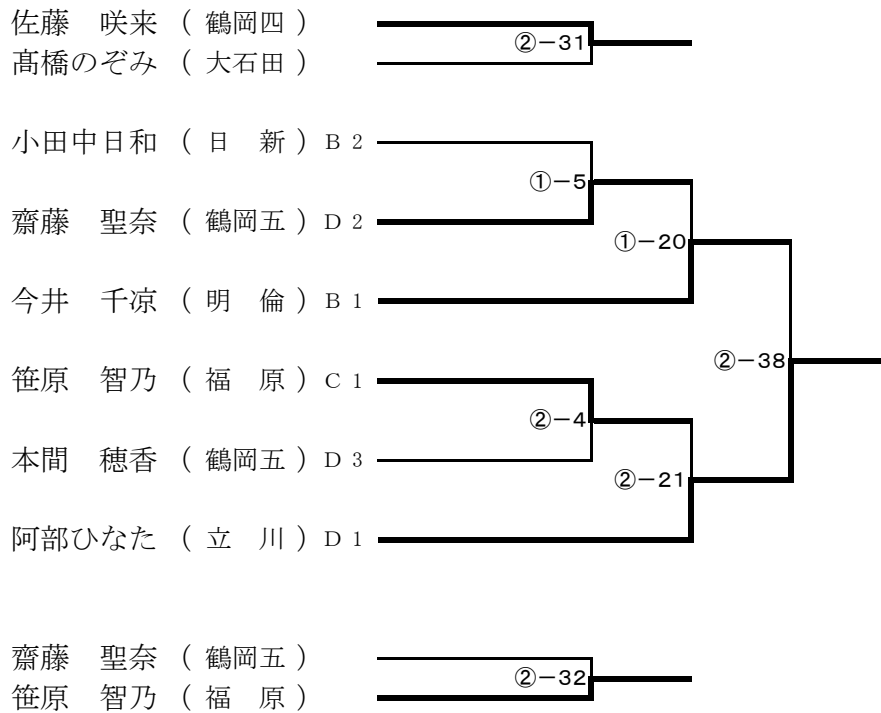 佐藤　咲来 （ 鶴岡四 ）
②−31
髙橋のぞみ （ 大石田 ）
小田中日和 （ 日　新 ） B 2
①−5
齋藤　聖奈 （ 鶴岡五 ） D 2
①−20
今井　千凉 （ 明　倫 ） B 1
②−38
笹原　智乃 （ 福　原 ） C 1
②−4
本間　穂香 （ 鶴岡五 ） D 3
②−21
阿部ひなた （ 立　川 ） D 1
齋藤　聖奈 （ 鶴岡五 ）
②−32
笹原　智乃 （ 福　原 ）